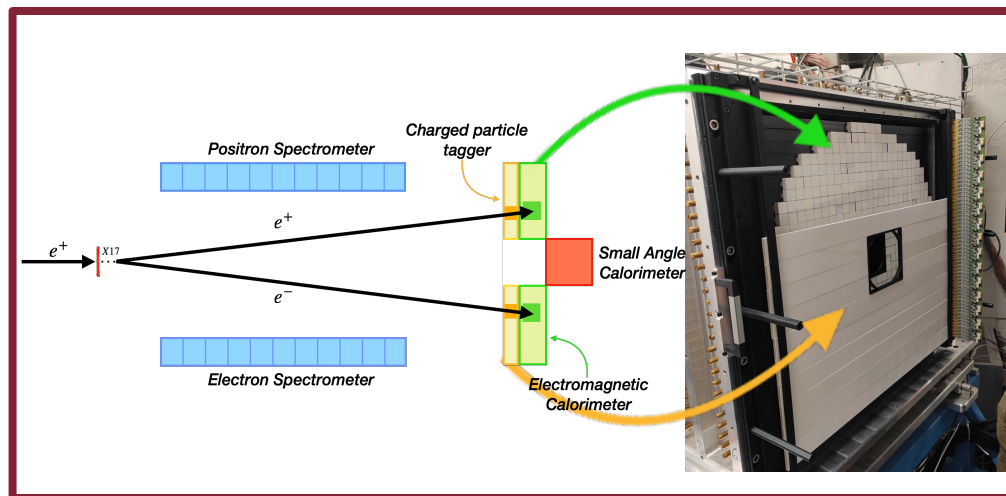 Charged particle
tagger
Positron Spectrometer
e⁺
e⁺
X17
Small Angle
Calorimeter
e⁻
Electron Spectrometer
Electromagnetic
Calorimeter